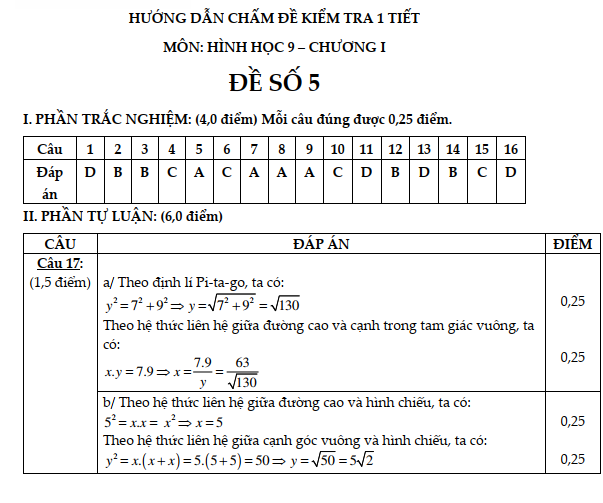 HƯỚNG DẪN CHẤM ĐỀ KIỂM TRA 1 TIẾT
MÔN: HÌNH HỌC 9 – CHƯƠNG I
ĐỀ SỐ 5
I. PHẦN TRẮC NGHIỆM: (4,0 điểm) Mỗi câu đúng được 0,25 điểm.
Câu 1 2 3 4 5 6 7 8 9 10 11 12 13 14 15 16
Đáp án D B B C A C A A A C D B D B C D
II. PHẦN TỰ LUẬN: (6,0 điểm)
CÂU ĐÁP ÁN ĐIỂM
Câu 17:
(1,5 điểm) a/ Theo định lí Pi-ta-go, ta có:
y² = 7² + 9² ⇒ y = √(7² + 9²) = √130 0,25
Theo hệ thức liên hệ giữa đường cao và cạnh trong tam giác vuông, ta
có:
x.y = 7.9 ⇒ x = 7.9/y = 63/√130 0,25
b/ Theo hệ thức liên hệ giữa đường cao và hình chiếu, ta có:
5² = x.x = x² ⇒ x = 5 0,25
Theo hệ thức liên hệ giữa cạnh góc vuông và hình chiếu, ta có:
y² = x.(x + x) = 5.(5 + 5) = 50 ⇒ y = √50 = 5√2 0,25